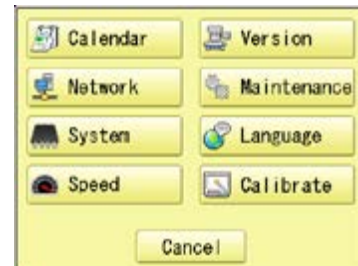 Calendar
Version
Network
Maintenance
System
Language
Speed
Calibrate
Cancel